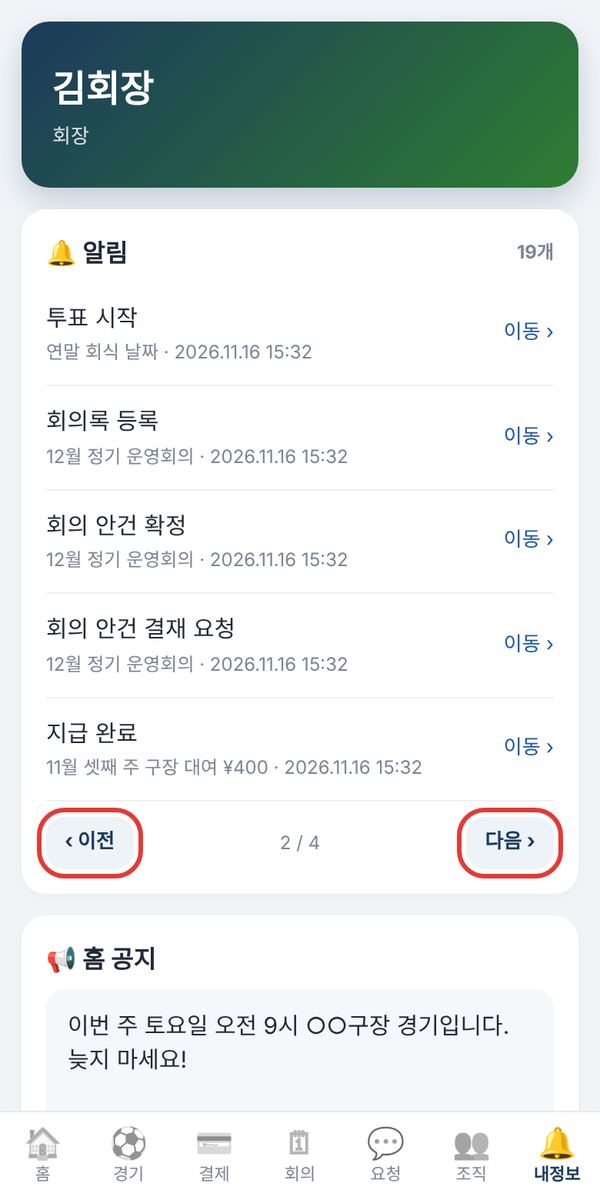 김회장
회장
🔔 알림 19개
투표 시작
연말 회식 날짜 · 2026.11.16 15:32
이동 ›
회의록 등록
12월 정기 운영회의 · 2026.11.16 15:32
이동 ›
회의 안건 확정
12월 정기 운영회의 · 2026.11.16 15:32
이동 ›
회의 안건 결재 요청
12월 정기 운영회의 · 2026.11.16 15:32
이동 ›
지급 완료
11월 셋째 주 구장 대여 ¥400 · 2026.11.16 15:32
이동 ›
‹ 이전 2 / 4 다음 ›
📢 홈 공지
이번 주 토요일 오전 9시 〇〇구장 경기입니다.
늦지 마세요!
홈 경기 결제 회의 요청 조직 내정보